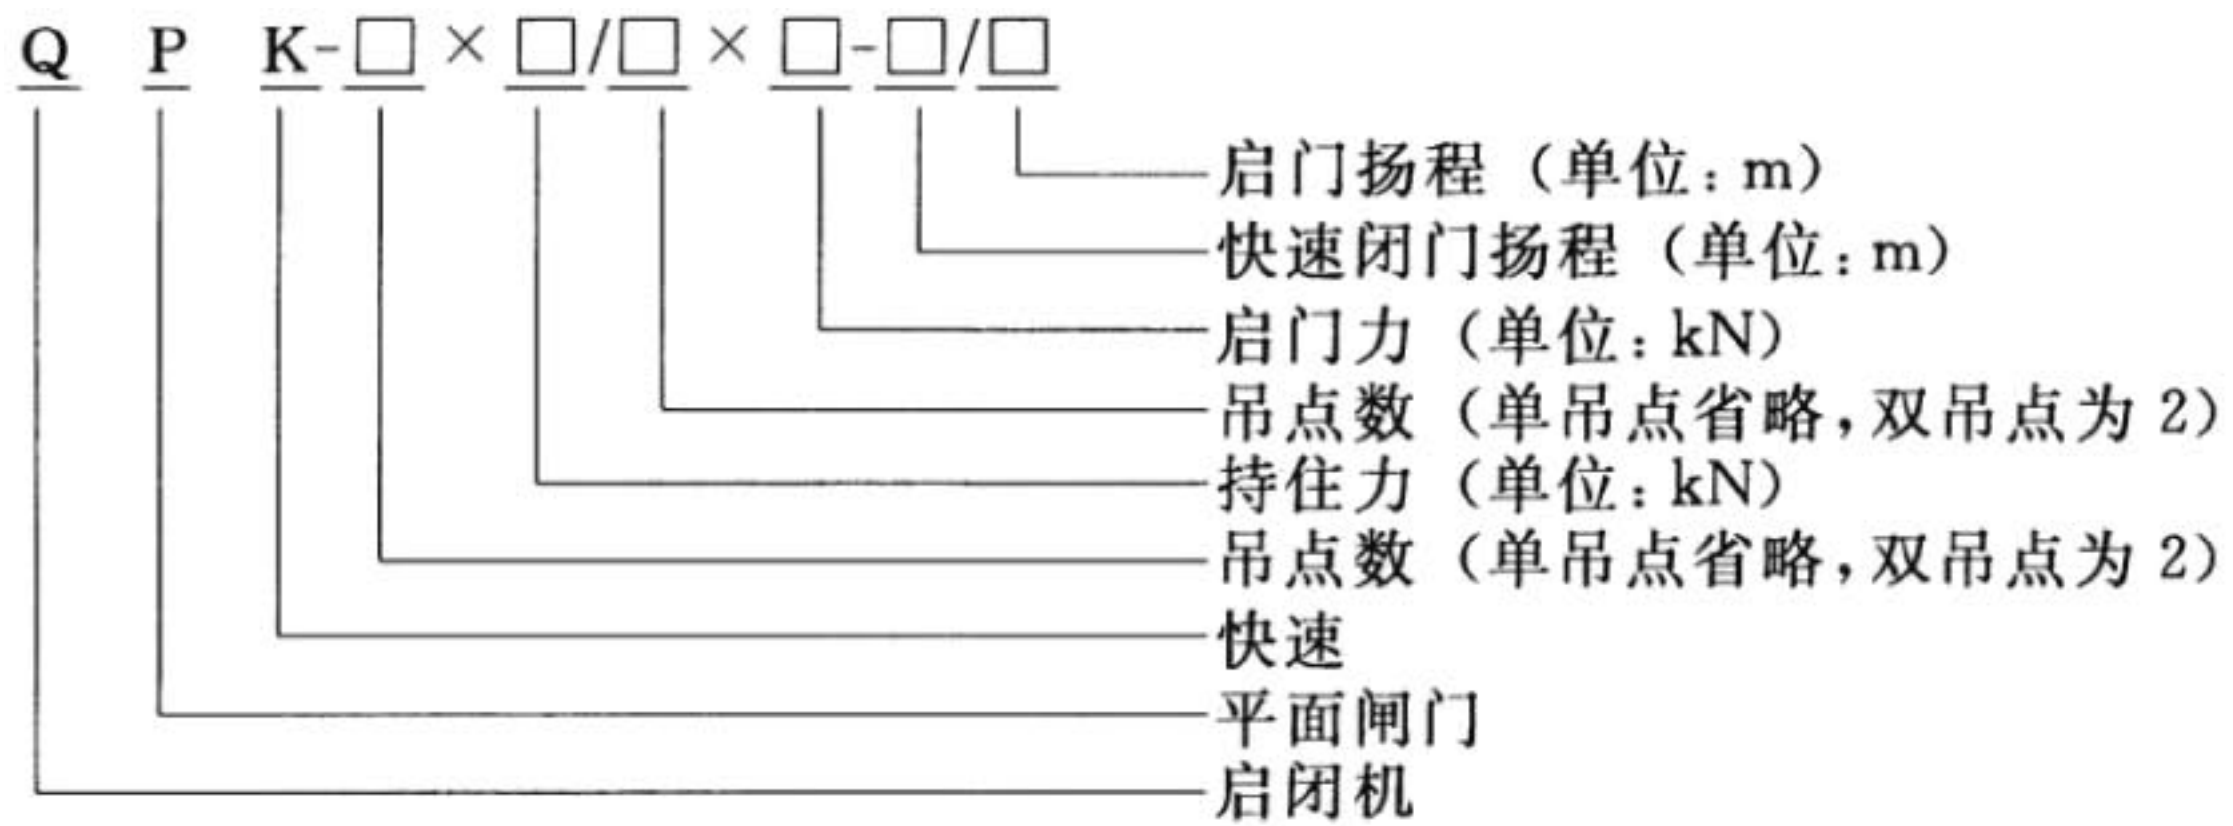 Q P K-□×□/□×□-□/□
启门扬程（单位：m）
快速闭门扬程（单位：m）
启门力（单位：kN）
吊点数（单吊点省略，双吊点为 2）
持住力（单位：kN）
吊点数（单吊点省略，双吊点为 2）
快速
平面闸门
启闭机